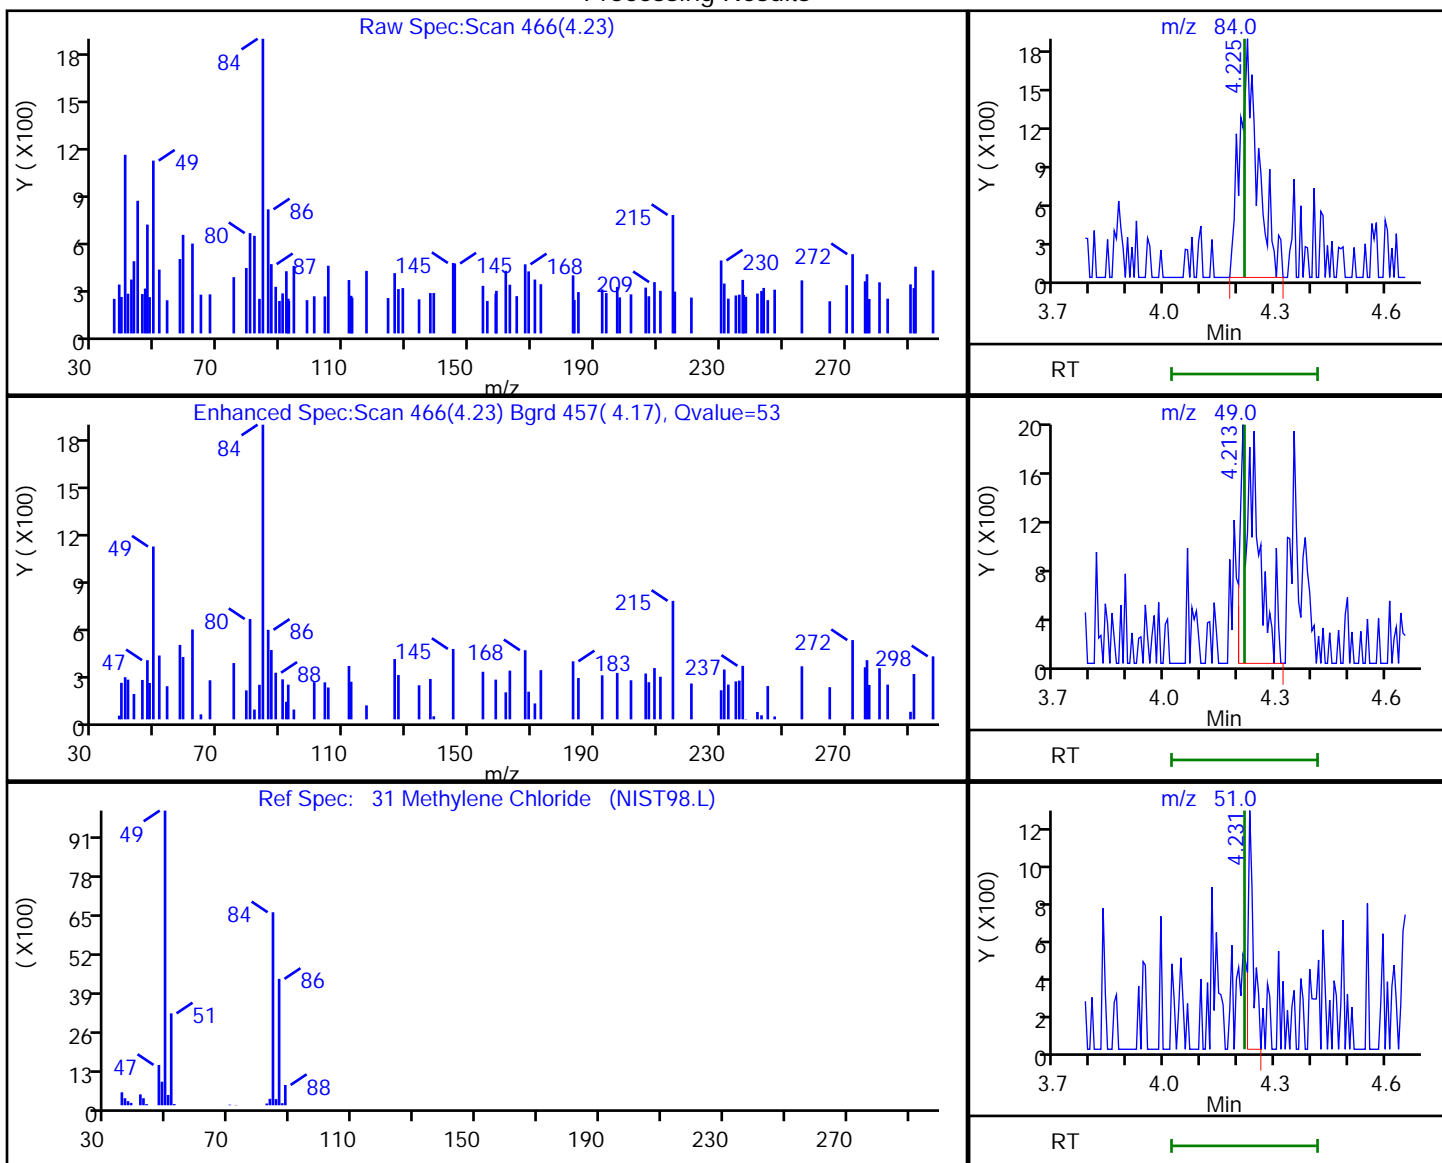 Processing Results
Raw Spec:Scan 466(4.23)
Y ( X100)
18
15
12
9
6
3
0
84
49
86
80
87
145
145
168
209
215
230
272
30 70 110 150 190 230 270
m/z
m/z 84.0
Y ( X100)
18
15
12
9
6
3
0
4.225
3.7 4.0 4.3 4.6
Min
RT
Enhanced Spec:Scan 466(4.23) Bgrd 457( 4.17), Qvalue=53
Y ( X100)
18
15
12
9
6
3
0
84
49
80
86
47
88
145
168
183
215
237
272
298
30 70 110 150 190 230 270
m/z
m/z 49.0
Y ( X100)
20
16
12
8
4
0
4.213
3.7 4.0 4.3 4.6
Min
RT
Ref Spec: 31 Methylene Chloride (NIST98.L)
( X100)
91
78
65
52
39
26
13
0
49
84
86
51
47
88
30 70 110 150 190 230 270
m/z 51.0
Y ( X100)
12
10
8
6
4
2
0
4.231
3.7 4.0 4.3 4.6
Min
RT